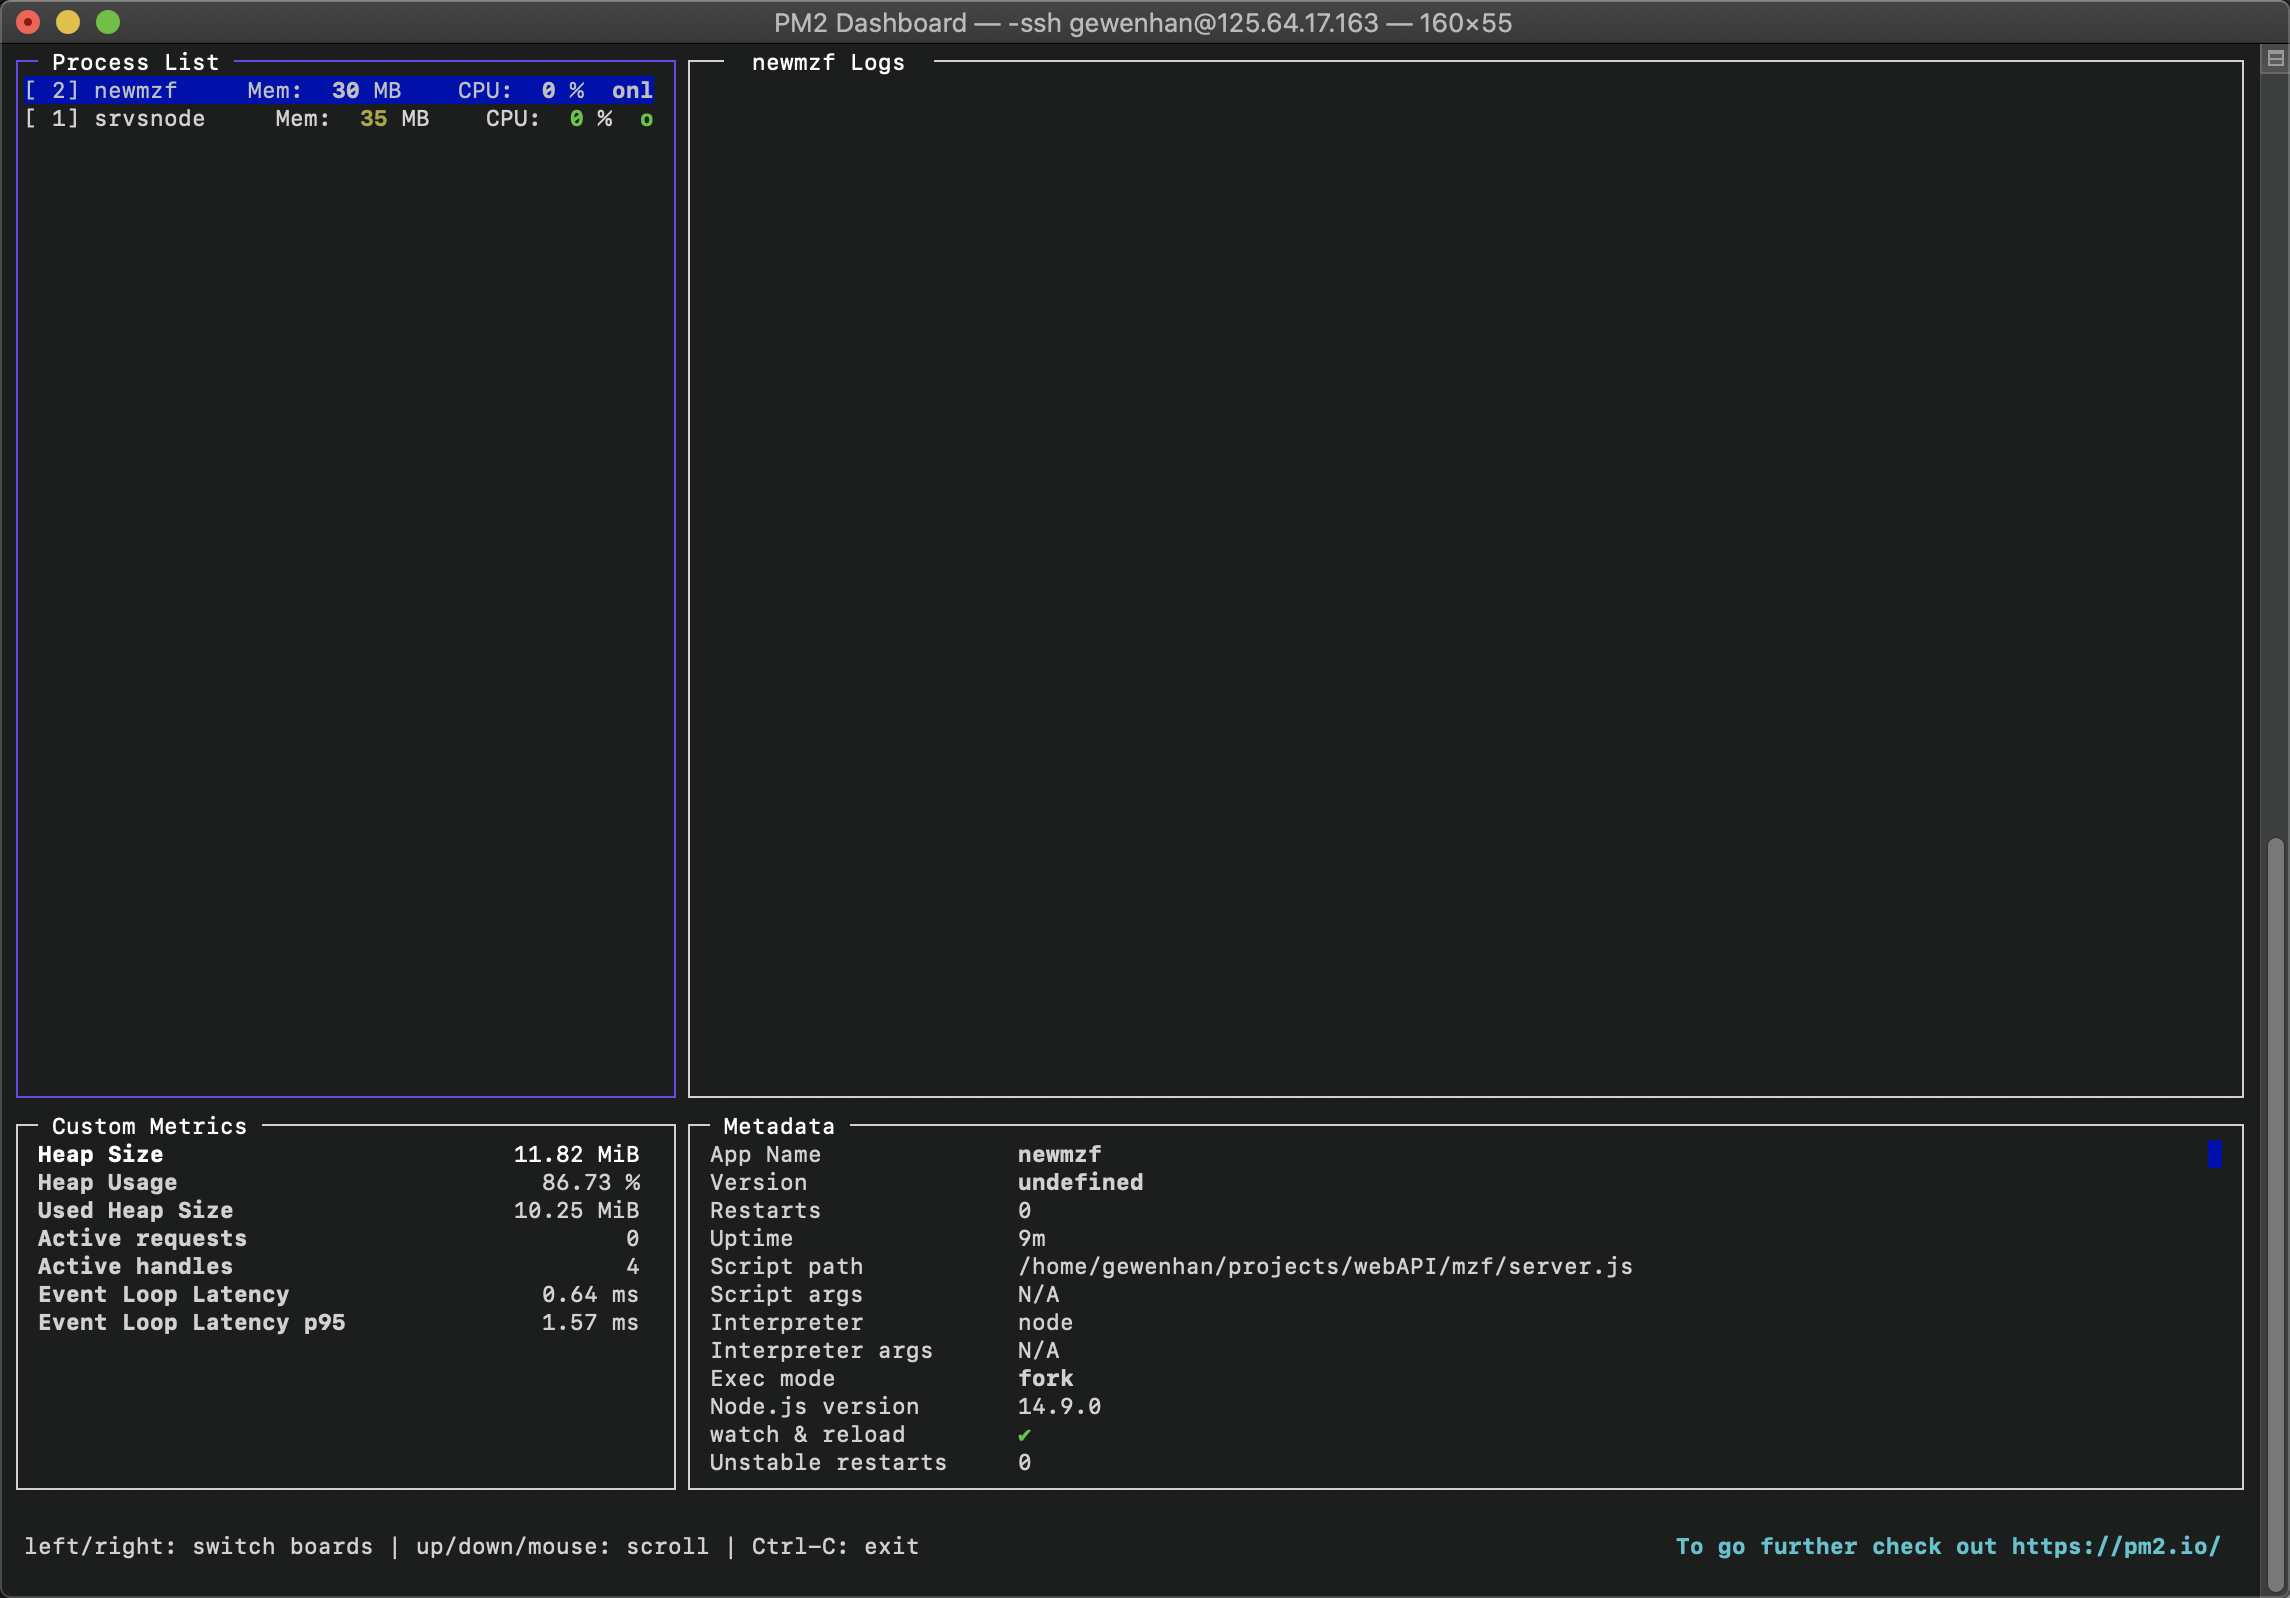 PM2 Dashboard — -ssh gewenhan@125.64.17.163 — 160×55
Process List
[ 2] newmzf     Mem:  30 MB    CPU:  0 %  onl
[ 1] srvsnode     Mem:  35 MB    CPU:  0 %  o
newmzf Logs
Custom Metrics
Heap Size 11.82 MiB
Heap Usage 86.73 %
Used Heap Size 10.25 MiB
Active requests 0
Active handles 4
Event Loop Latency 0.64 ms
Event Loop Latency p95 1.57 ms
Metadata
App Name newmzf
Version undefined
Restarts 0
Uptime 9m
Script path /home/gewenhan/projects/webAPI/mzf/server.js
Script args N/A
Interpreter node
Interpreter args N/A
Exec mode fork
Node.js version 14.9.0
watch & reload ✔
Unstable restarts 0
left/right: switch boards | up/down/mouse: scroll | Ctrl-C: exit
To go further check out https://pm2.io/